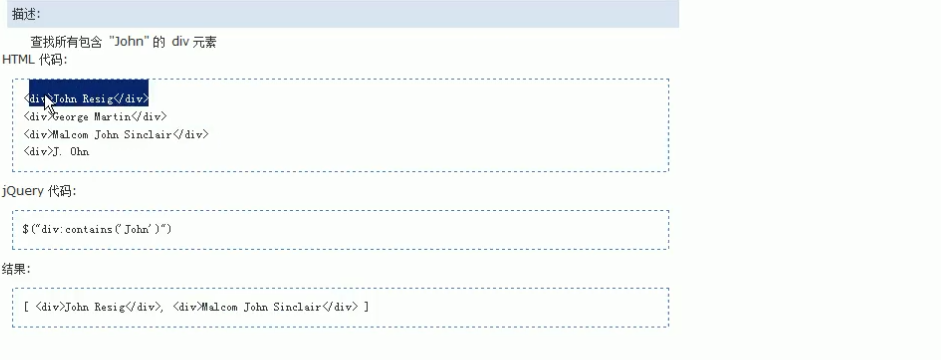 描述:
查找所有包含 "John" 的 div 元素
HTML 代码:
<div>John Resig</div>
<div>George Martin</div>
<div>Malcom John Sinclair</div>
<div>J. Ohn
jQuery 代码:
$("div:contains('John')")
结果:
[ <div>John Resig</div>, <div>Malcom John Sinclair</div> ]